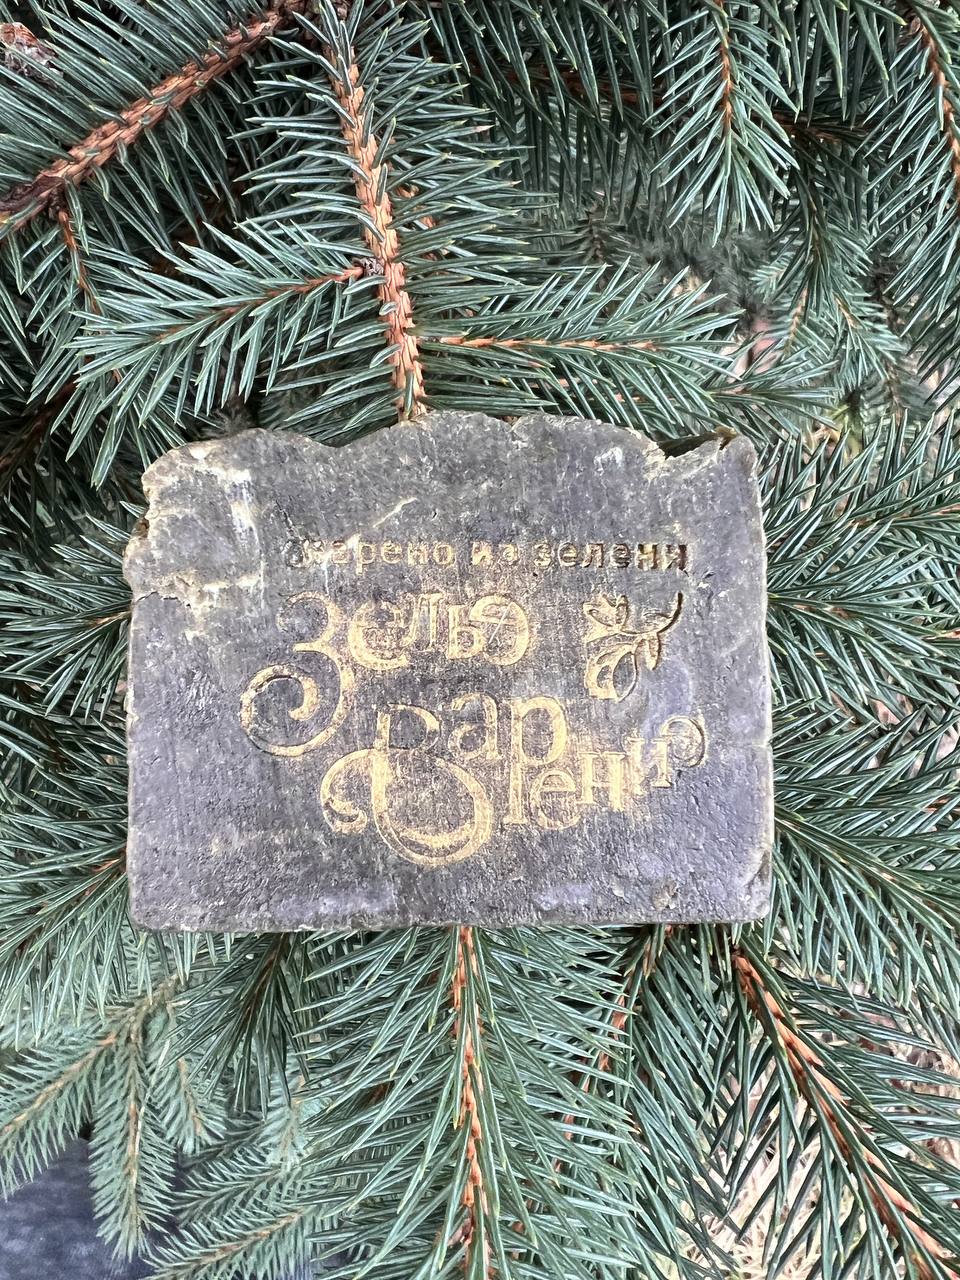 Сварено из зелени
Зелье
Варение